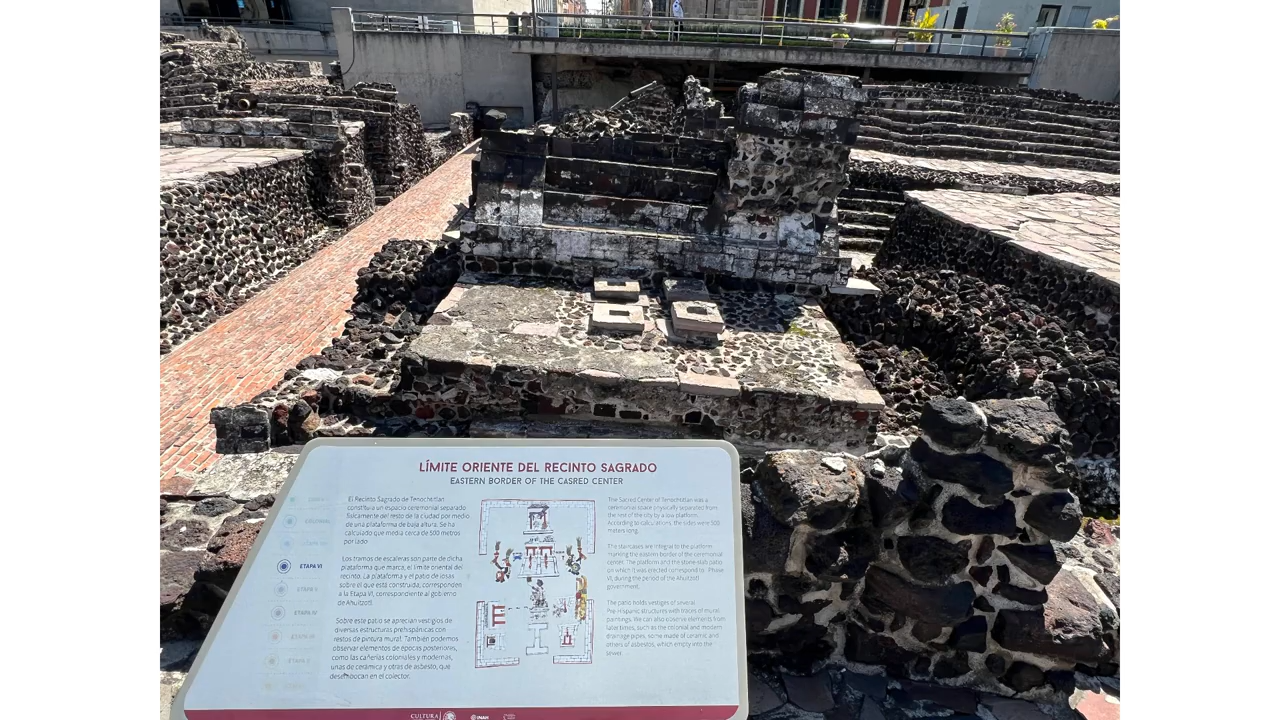 LÍMITE ORIENTE DEL RECINTO SAGRADO
EASTERN BORDER OF THE CASRED CENTER
El Recinto Sagrado de Tenochtitlan
constituía un espacio ceremonial separado
físicamente del resto de la ciudad por medio
de una plataforma de baja altura. Se ha
calculado que medía cerca de 500 metros
por lado.
Los tramos de escaleras son parte de dicha
plataforma que marca, el límite oriental del
recinto. La plataforma y el patio de losas
sobre el que está construida, corresponden
a la Etapa VI, correspondiente al gobierno
de Ahuítzotl.
Sobre este patio se aprecian vestigios de
diversas estructuras prehispánicas con
restos de pintura mural. También podemos
observar elementos de épocas posteriores,
como las cañerías coloniales y modernas,
unas de cerámica y otras de asbesto, que
desembocan en el colector.
The Sacred Center of Tenochtitlan was a
ceremonial space physically separated from
the rest of the city by a low platform.
According to calculations, the sides were 500
meters long.
The staircases are integral to the platform
marking the eastern border of the ceremonial
center. The platform and the stone slab patio
on which it was erected correspond to Phase
VI, during the period of the Ahuítzotl
government.
The patio holds vestiges of several
Pre-Hispanic structures with traces of mural
paintings. We can also observe elements from
later times, such as the colonial and modern
drainage pipes, some made of ceramic and
others of asbestos, which empty into the
sewer.
ETAPA VI
ETAPA V
ETAPA IV
ETAPA III
ETAPA II
CULTURA
INAH